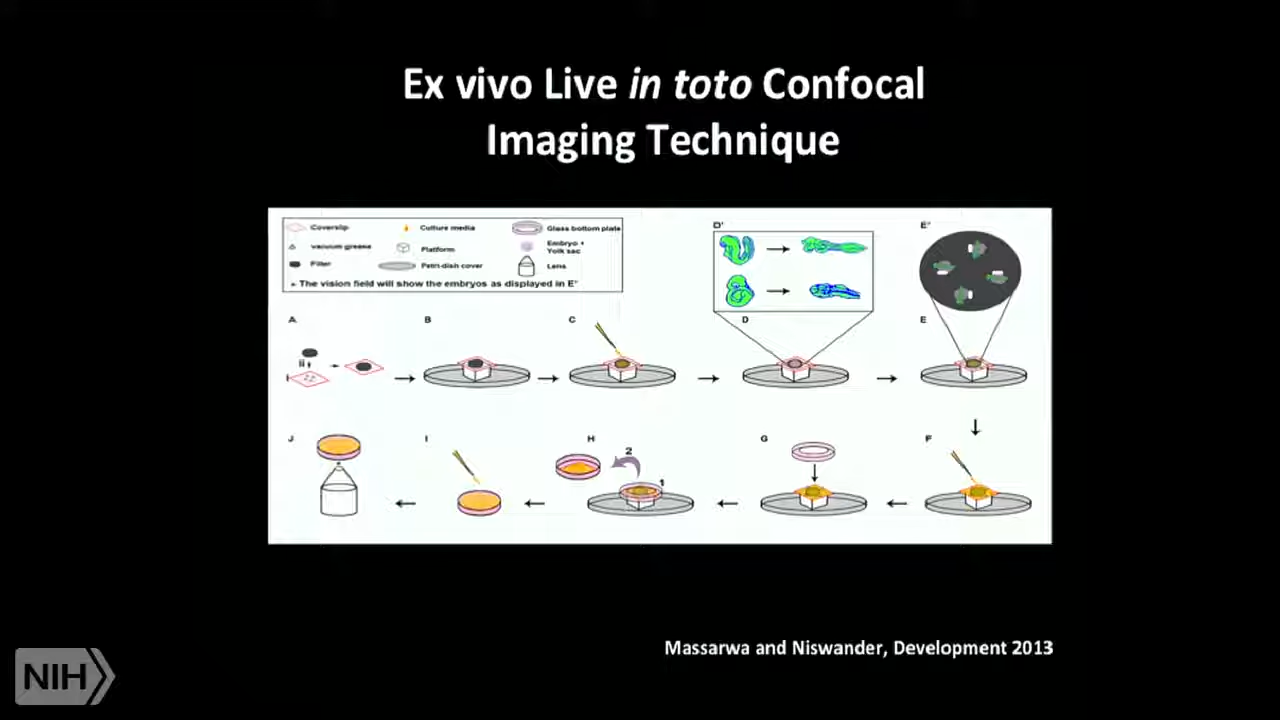 Ex vivo Live in toto Confocal
Imaging Technique
Coverslip
Culture media
Glass bottom plate
vacuum grease
Platform
Embryo +
Yolk sac
Filter
Petri-dish cover
Lens
The vision field will show the embryos as displayed in E'
D'
E'
A
B
C
D
E
i
ii
J
I
H
2
1
G
F
Massarwa and Niswander, Development 2013
NIH